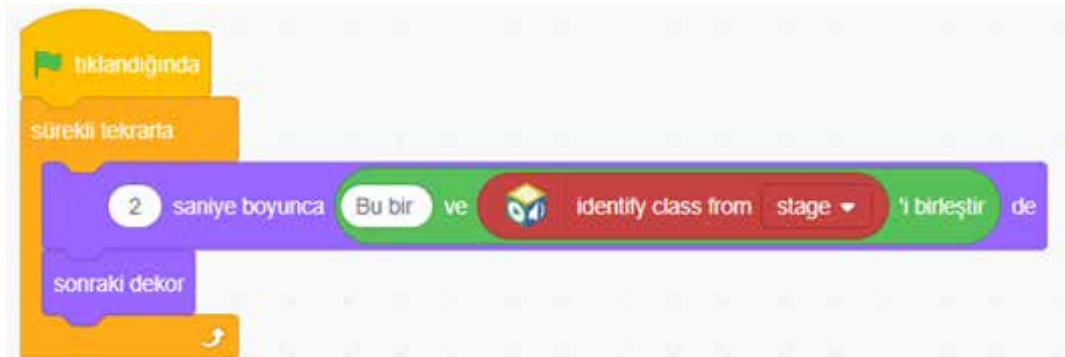 tıklandığında
sürekli tekrarla
2 saniye boyunca Bu bir ve identify class from stage 'i birleştir de
sonraki dekor